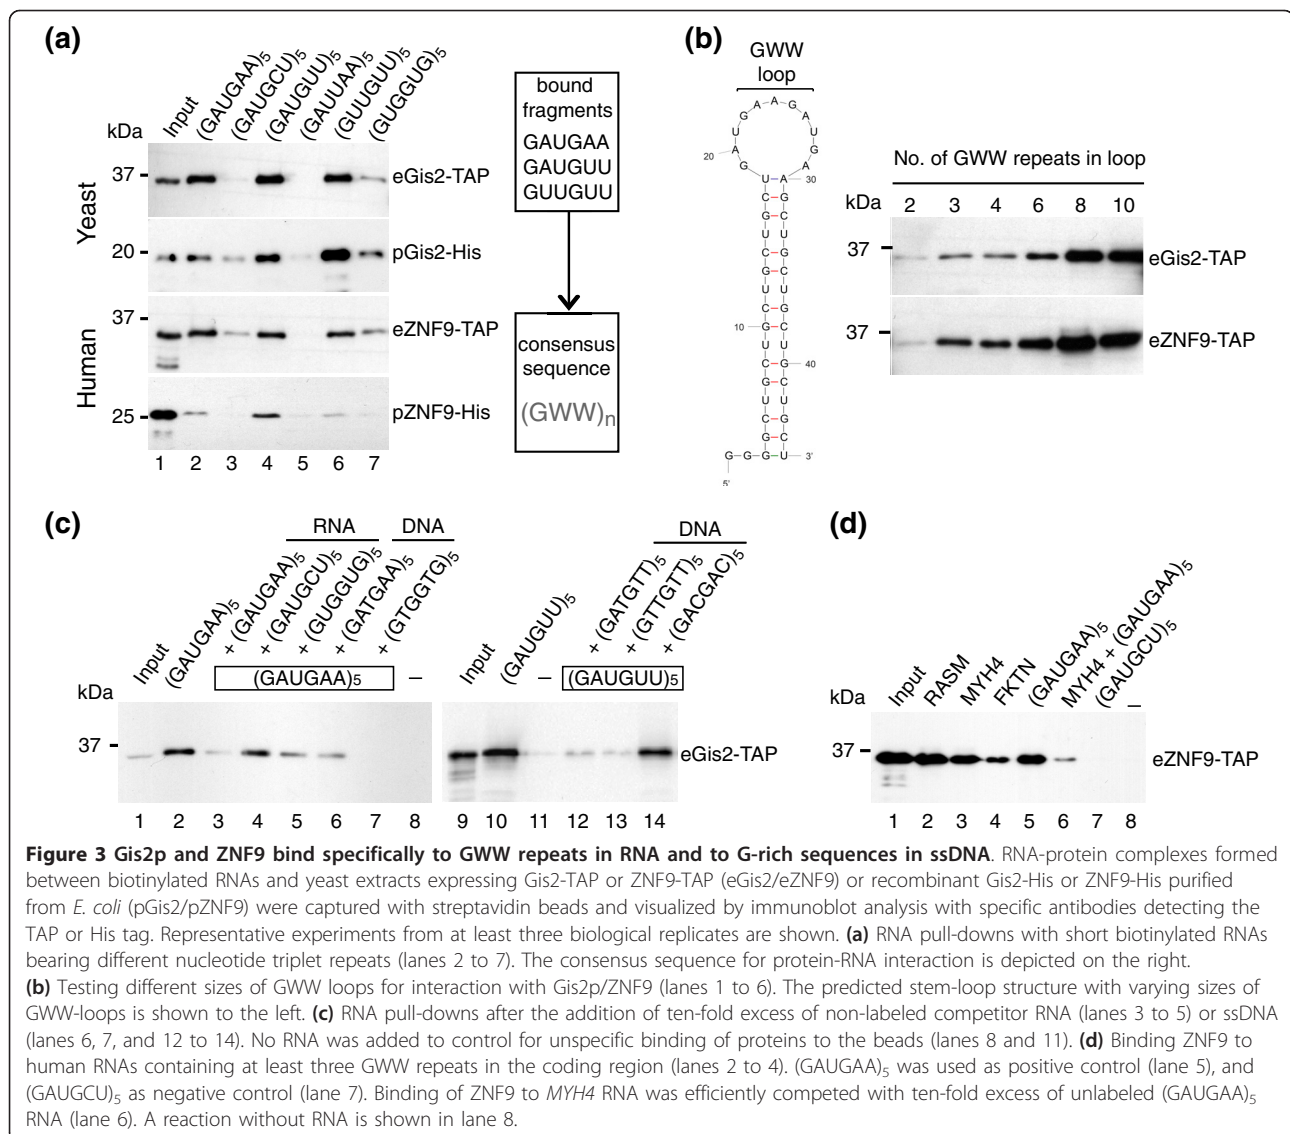 (a)
Input
(GAUGAA)5
(GAUGCU)5
(GAUGUU)5
(GAUUAA)5
(GUUGUU)5
(GUGGUG)5
kDa
Yeast
Human
37 eGis2-TAP
20 pGis2-His
37 eZNF9-TAP
25 pZNF9-His
1 2 3 4 5 6 7
bound
fragments
GAUGAA
GAUGUU
GUUGUU
consensus
sequence
(GWW)n
(b)
GWW
loop
20
30
10
40
5'
3'
No. of GWW repeats in loop
kDa 2 3 4 6 8 10
37 eGis2-TAP
37 eZNF9-TAP
(c)
RNA DNA
Input
(GAUGAA)5
+ (GAUGAA)5
+ (GAUGCU)5
+ (GUGGUG)5
+ (GATGAA)5
+ (GTGGTG)5
(GAUGAA)5 –
kDa
37
1 2 3 4 5 6 7 8
DNA
Input
(GAUGUU)5
–
+ (GATGTT)5
+ (GTTGTT)5
+ (GACGAC)5
(GAUGUU)5
eGis2-TAP
9 10 11 12 13 14
(d)
Input
RASM
MYH4
FKTN
(GAUGAA)5
MYH4 + (GAUGAA)5
(GAUGCU)5
–
kDa
37 eZNF9-TAP
1 2 3 4 5 6 7 8
Figure 3 Gis2p and ZNF9 bind specifically to GWW repeats in RNA and to G-rich sequences in ssDNA. RNA-protein complexes formed
between biotinylated RNAs and yeast extracts expressing Gis2-TAP or ZNF9-TAP (eGis2/eZNF9) or recombinant Gis2-His or ZNF9-His purified
from E. coli (pGis2/pZNF9) were captured with streptavidin beads and visualized by immunoblot analysis with specific antibodies detecting the
TAP or His tag. Representative experiments from at least three biological replicates are shown. (a) RNA pull-downs with short biotinylated RNAs
bearing different nucleotide triplet repeats (lanes 2 to 7). The consensus sequence for protein-RNA interaction is depicted on the right.
(b) Testing different sizes of GWW loops for interaction with Gis2p/ZNF9 (lanes 1 to 6). The predicted stem-loop structure with varying sizes of
GWW-loops is shown to the left. (c) RNA pull-downs after the addition of ten-fold excess of non-labeled competitor RNA (lanes 3 to 5) or ssDNA
(lanes 6, 7, and 12 to 14). No RNA was added to control for unspecific binding of proteins to the beads (lanes 8 and 11). (d) Binding ZNF9 to
human RNAs containing at least three GWW repeats in the coding region (lanes 2 to 4). (GAUGAA)5 was used as positive control (lane 5), and
(GAUGCU)5 as negative control (lane 7). Binding of ZNF9 to MYH4 RNA was efficiently competed with ten-fold excess of unlabeled (GAUGAA)5
RNA (lane 6). A reaction without RNA is shown in lane 8.